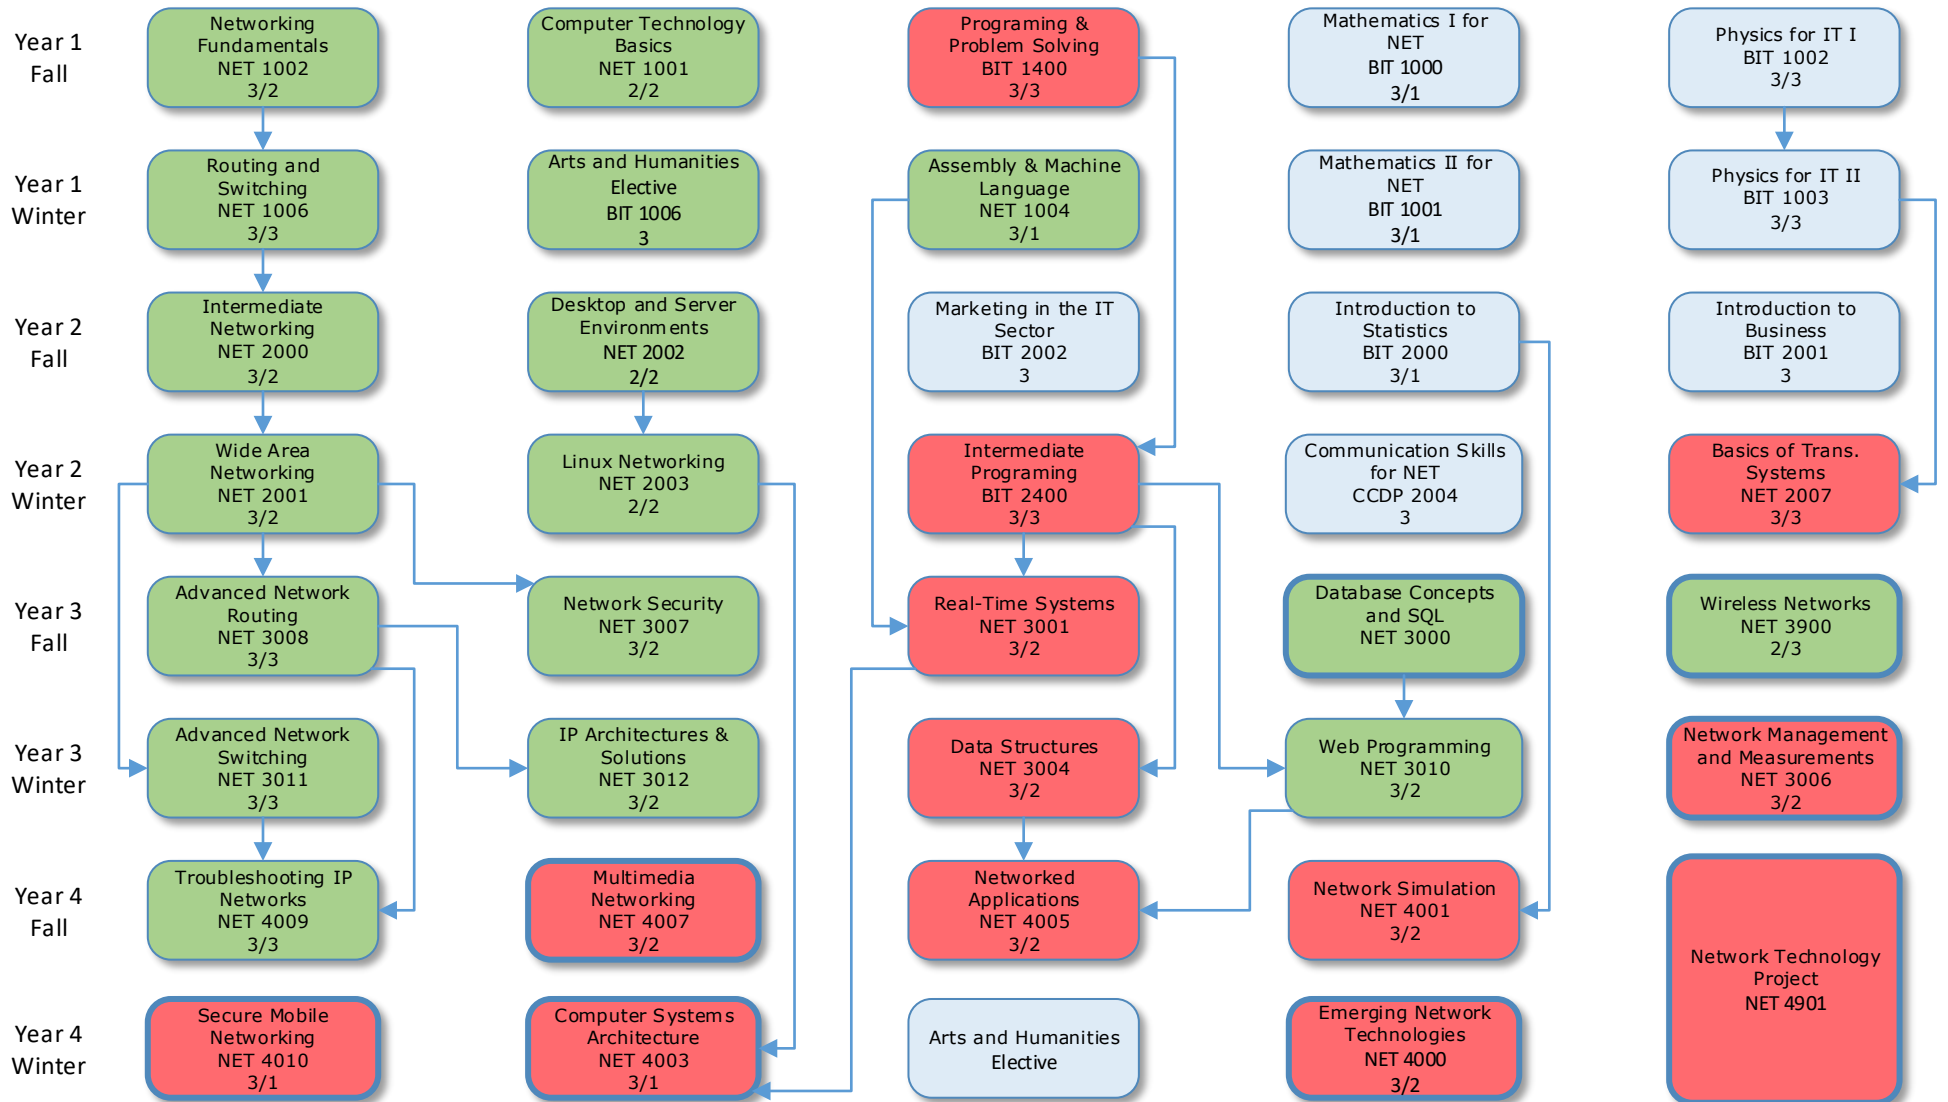 Year 1
Fall
Networking
Fundamentals
NET 1002
3/2
Computer Technology
Basics
NET 1001
2/2
Programing &
Problem Solving
BIT 1400
3/3
Mathematics I for
NET
BIT 1000
3/1
Physics for IT I
BIT 1002
3/3
Year 1
Winter
Routing and
Switching
NET 1006
3/3
Arts and Humanities
Elective
BIT 1006
3
Assembly & Machine
Language
NET 1004
3/1
Mathematics II for
NET
BIT 1001
3/1
Physics for IT II
BIT 1003
3/3
Year 2
Fall
Intermediate
Networking
NET 2000
3/2
Desktop and Server
Environments
NET 2002
2/2
Marketing in the IT
Sector
BIT 2002
3
Introduction to
Statistics
BIT 2000
3/1
Introduction to
Business
BIT 2001
3
Year 2
Winter
Wide Area
Networking
NET 2001
3/2
Linux Networking
NET 2003
2/2
Intermediate
Programing
BIT 2400
3/3
Communication Skills
for NET
CCDP 2004
3
Basics of Trans.
Systems
NET 2007
3/3
Year 3
Fall
Advanced Network
Routing
NET 3008
3/3
Network Security
NET 3007
3/2
Real-Time Systems
NET 3001
3/2
Database Concepts
and SQL
NET 3000
Wireless Networks
NET 3900
2/3
Year 3
Winter
Advanced Network
Switching
NET 3011
3/3
IP Architectures &
Solutions
NET 3012
3/2
Data Structures
NET 3004
3/2
Web Programming
NET 3010
3/2
Network Management
and Measurements
NET 3006
3/2
Year 4
Fall
Troubleshooting IP
Networks
NET 4009
3/3
Multimedia
Networking
NET 4007
3/2
Networked
Applications
NET 4005
3/2
Network Simulation
NET 4001
3/2
Network Technology
Project
NET 4901
Year 4
Winter
Secure Mobile
Networking
NET 4010
3/1
Computer Systems
Architecture
NET 4003
3/1
Arts and Humanities
Elective
Emerging Network
Technologies
NET 4000
3/2